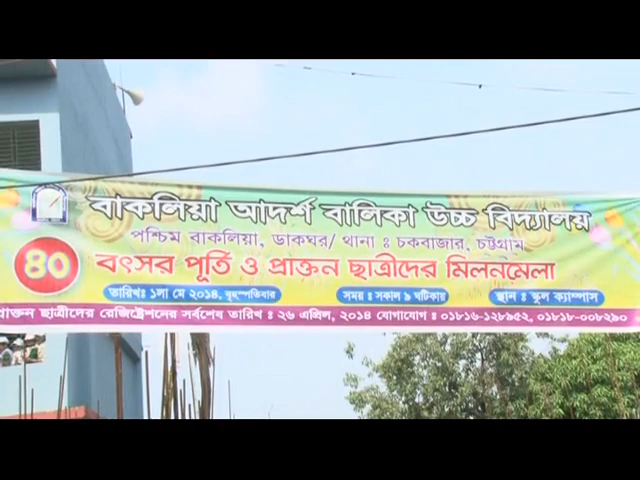 বাকলিয়া আদর্শ বালিকা উচ্চ বিদ্যালয়
পশ্চিম বাকলিয়া, ডাকঘর/ থানা : চকবাজার, চট্টগ্রাম
৪০ বৎসর পূর্তি ও প্রাক্তন ছাত্রীদের মিলনমেলা
তারিখঃ ১লা মে ২০১৪, বৃহস্পতিবার সময় : সকাল ৯ ঘটিকায় স্থান : স্কুল ক্যাম্পাস
প্রাক্তন ছাত্রীদের রেজিষ্ট্রেশনের সর্বশেষ তারিখ : ২৬ এপ্রিল, ২০১৪ যোগাযোগ : ০১৮১৬-১২৮৯৫২, ০১৮১৮-০০৮২৯০